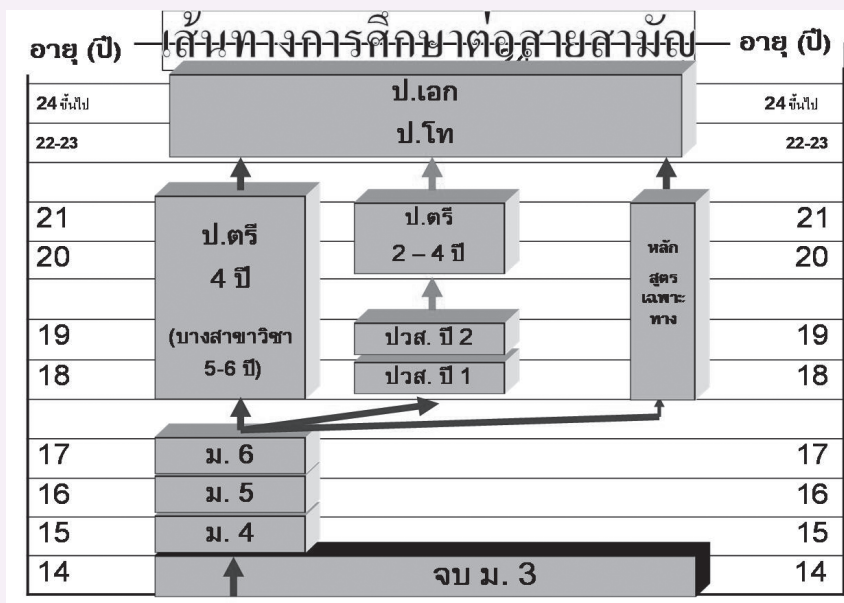 เส้นทางการศึกษาต่อสายสามัญ
อายุ (ปี)
อายุ (ปี)
24 ขึ้นไป
ป.เอก
24 ขึ้นไป
22-23
ป.โท
22-23
21
ป.ตรี
4 ปี
(บางสาขาวิชา
5-6 ปี)
ป.ตรี
2 – 4 ปี
หลัก
สูตร
เฉพาะ
ทาง
21
20
20
19
ปวส. ปี 2
19
18
ปวส. ปี 1
18
17
ม. 6
17
16
ม. 5
16
15
ม. 4
15
14
จบ ม. 3
14